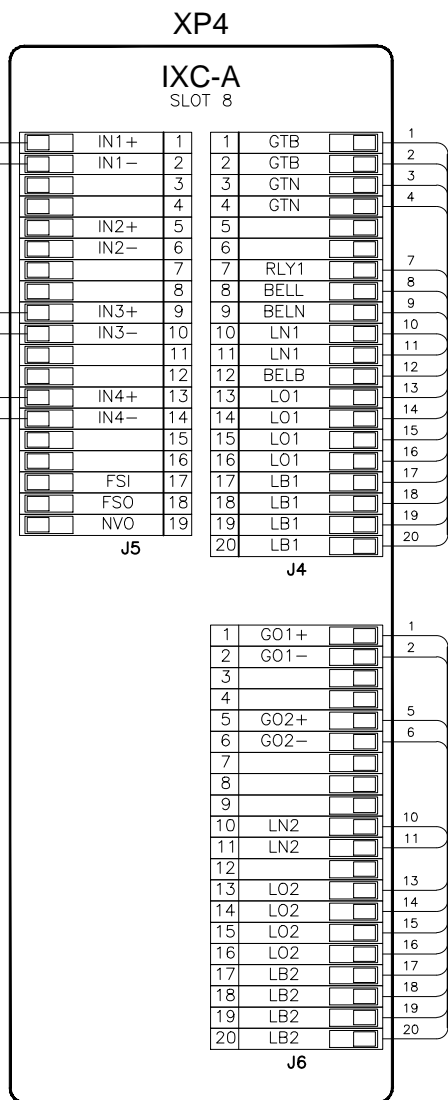 XP4
IXC-A
SLOT 8
IN1+ 1
IN1- 2
3
4
IN2+ 5
IN2- 6
7
8
IN3+ 9
IN3- 10
11
12
IN4+ 13
IN4- 14
15
16
FSI 17
FSO 18
NVO 19
J5
1 GTB 1
2 GTB 2
3 GTN 3
4 GTN 4
5
6
7 RLY1 7
8 BELL 8
9 BELN 9
10 LN1 10
11 LN1 11
12 BELB 12
13 LO1 13
14 LO1 14
15 LO1 15
16 LO1 16
17 LB1 17
18 LB1 18
19 LB1 19
20 LB1 20
J4
1 GO1+ 1
2 GO1- 2
3
4
5 GO2+ 5
6 GO2- 6
7
8
9
10 LN2 10
11 LN2 11
12
13 LO2 13
14 LO2 14
15 LO2 15
16 LO2 16
17 LB2 17
18 LB2 18
19 LB2 19
20 LB2 20
J6